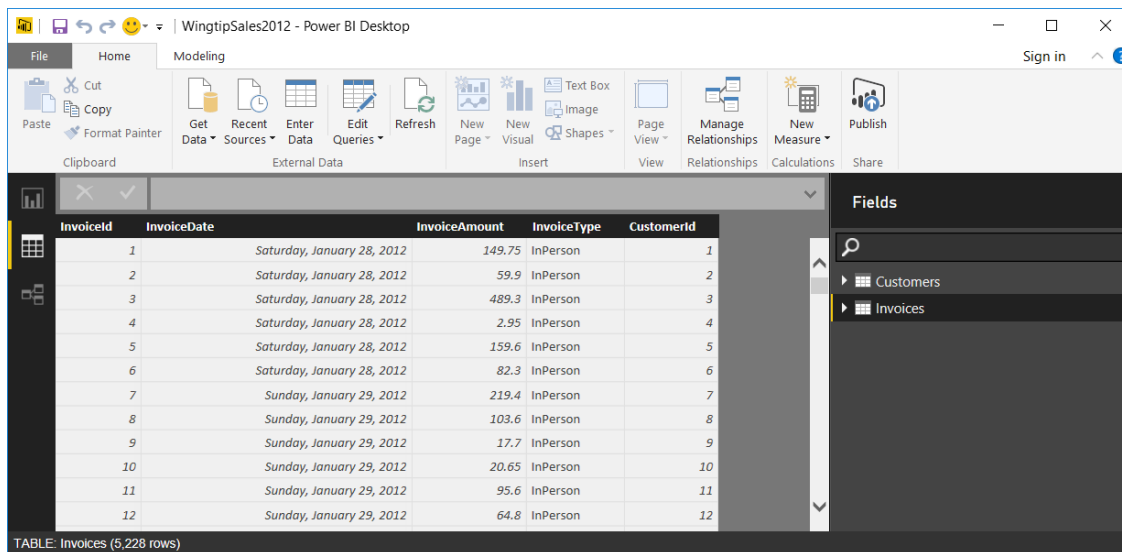 WingtipSales2012 - Power BI Desktop
File Home Modeling Sign in
Paste
Cut
Copy
Format Painter
Clipboard
Get Data
Recent Sources
Enter Data
Edit Queries
Refresh
External Data
New Page
New Visual
Text Box
Image
Shapes
Insert
Page View
View
Manage Relationships
Relationships
New Measure
Calculations
Publish
Share
Fields
InvoiceId InvoiceDate InvoiceAmount InvoiceType CustomerId
1 Saturday, January 28, 2012 149.75 InPerson 1
2 Saturday, January 28, 2012 59.9 InPerson 2
3 Saturday, January 28, 2012 489.3 InPerson 3
4 Saturday, January 28, 2012 2.95 InPerson 4
5 Saturday, January 28, 2012 159.6 InPerson 5
6 Saturday, January 28, 2012 82.3 InPerson 6
7 Sunday, January 29, 2012 219.4 InPerson 7
8 Sunday, January 29, 2012 103.6 InPerson 8
9 Sunday, January 29, 2012 17.7 InPerson 9
10 Sunday, January 29, 2012 20.65 InPerson 10
11 Sunday, January 29, 2012 95.6 InPerson 11
12 Sunday, January 29, 2012 64.8 InPerson 12
Customers
Invoices
TABLE: Invoices (5,228 rows)